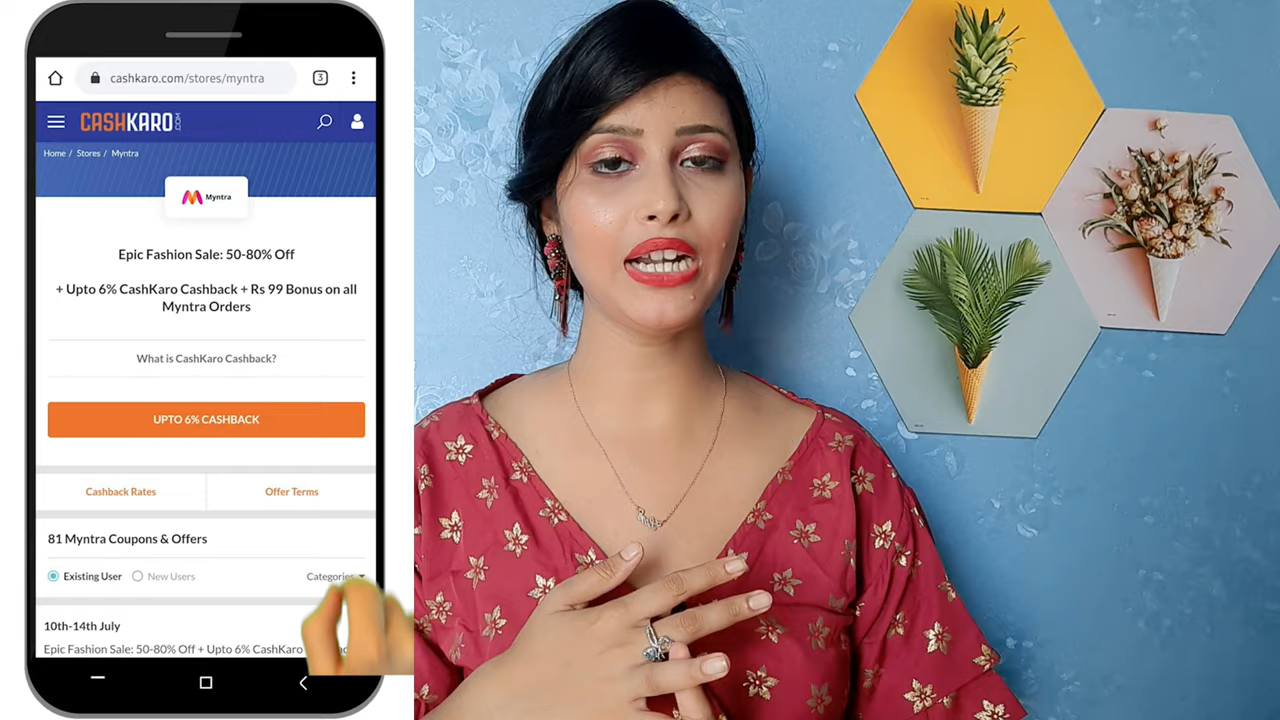 cashkaro.com/stores/myntra
3
CASHKARO.COM
Home / Stores / Myntra
Myntra
Epic Fashion Sale: 50-80% Off
+ Upto 6% CashKaro Cashback + Rs 99 Bonus on all
Myntra Orders
What is CashKaro Cashback?
UPTO 6% CASHBACK
Cashback Rates
Offer Terms
81 Myntra Coupons & Offers
Existing User
New Users
Categories
10th-14th July
Epic Fashion Sale: 50-80% Off + Upto 6% CashKaro